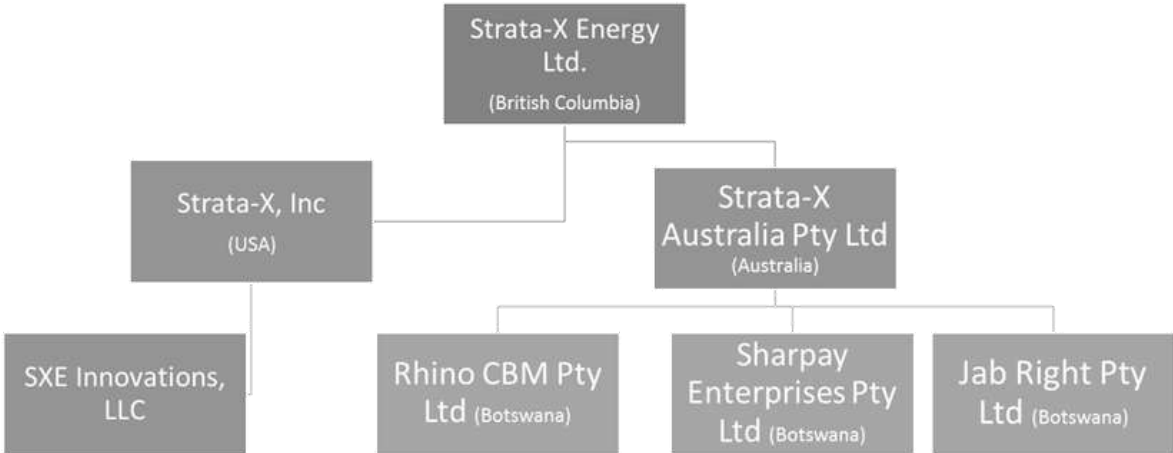 Strata-X Energy
Ltd.
(British Columbia)
Strata-X, Inc
(USA)
Strata-X
Australia Pty Ltd
(Australia)
SXE Innovations,
LLC
Rhino CBM Pty
Ltd (Botswana)
Sharpay
Enterprises Pty
Ltd (Botswana)
Jab Right Pty
Ltd (Botswana)